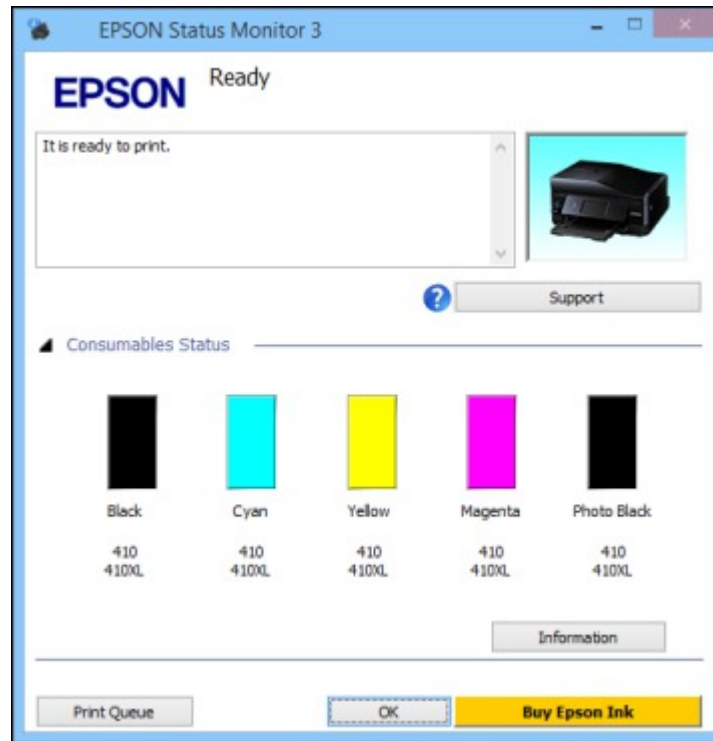 EPSON Status Monitor 3
EPSON
Ready
It is ready to print.
?
Support
Consumables Status
Black Cyan Yellow Magenta Photo Black
410 410 410 410 410
410XL 410XL 410XL 410XL 410XL
Information
Print Queue OK Buy Epson Ink